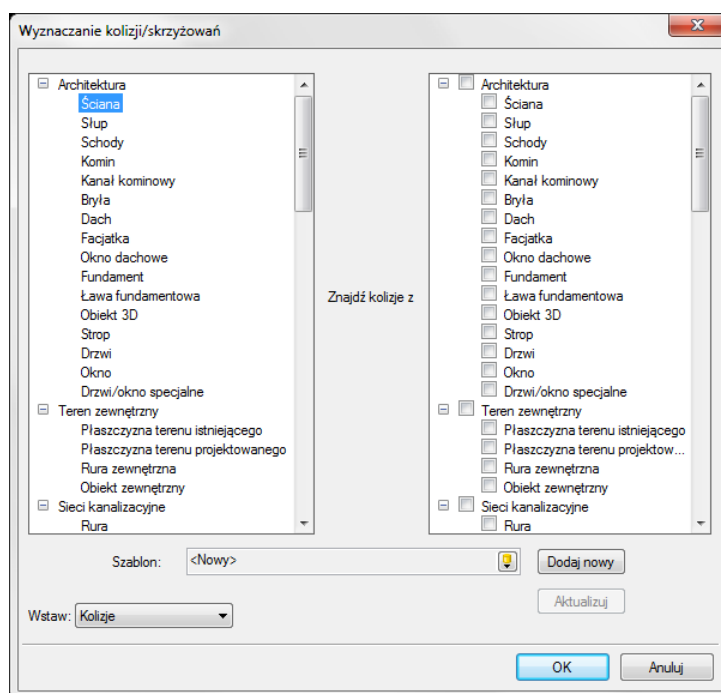 Wyznaczanie kolizji/skrzyżowań
Architektura
Ściana
Słup
Schody
Komin
Kanał kominowy
Bryła
Dach
Facjatka
Okno dachowe
Fundament
Ława fundamentowa
Obiekt 3D
Strop
Drzwi
Okno
Drzwi/okno specjalne
Teren zewnętrzny
Płaszczyzna terenu istniejącego
Płaszczyzna terenu projektowanego
Rura zewnętrzna
Obiekt zewnętrzny
Sieci kanalizacyjne
Rura
Znajdź kolizje z
Architektura
Ściana
Słup
Schody
Komin
Kanał kominowy
Bryła
Dach
Facjatka
Okno dachowe
Fundament
Ława fundamentowa
Obiekt 3D
Strop
Drzwi
Okno
Drzwi/okno specjalne
Teren zewnętrzny
Płaszczyzna terenu istniejącego
Płaszczyzna terenu projektow...
Rura zewnętrzna
Obiekt zewnętrzny
Sieci kanalizacyjne
Rura
Szablon: <Nowy> Dodaj nowy
Aktualizuj
Wstaw: Kolizje
OK Anuluj